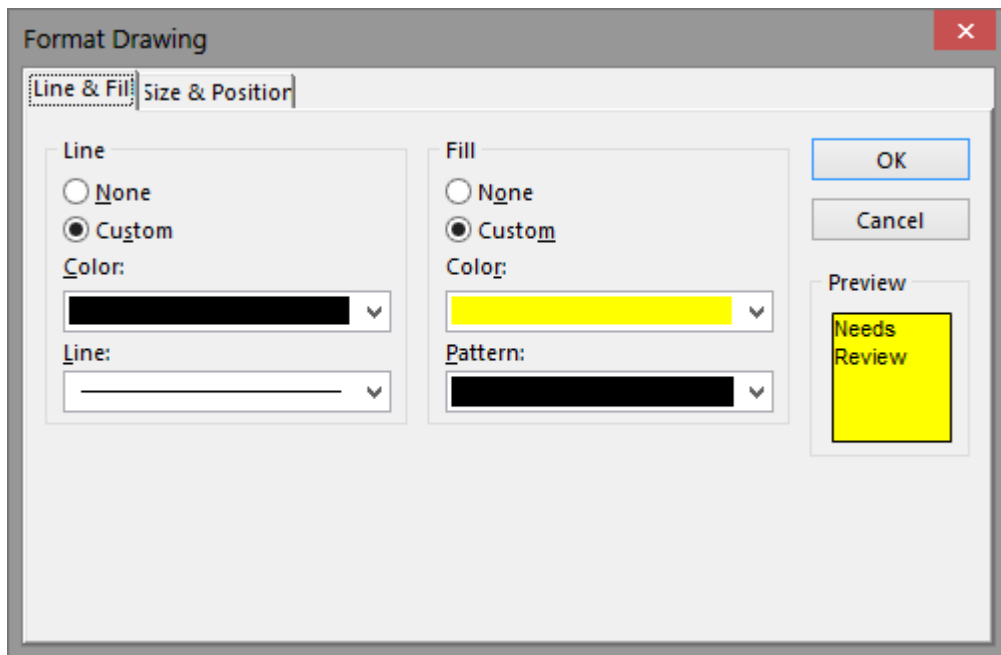 Format Drawing
Line & Fill
Size & Position
Line
None
Custom
Color:
Line:
Fill
None
Custom
Color:
Pattern:
OK
Cancel
Preview
Needs
Review